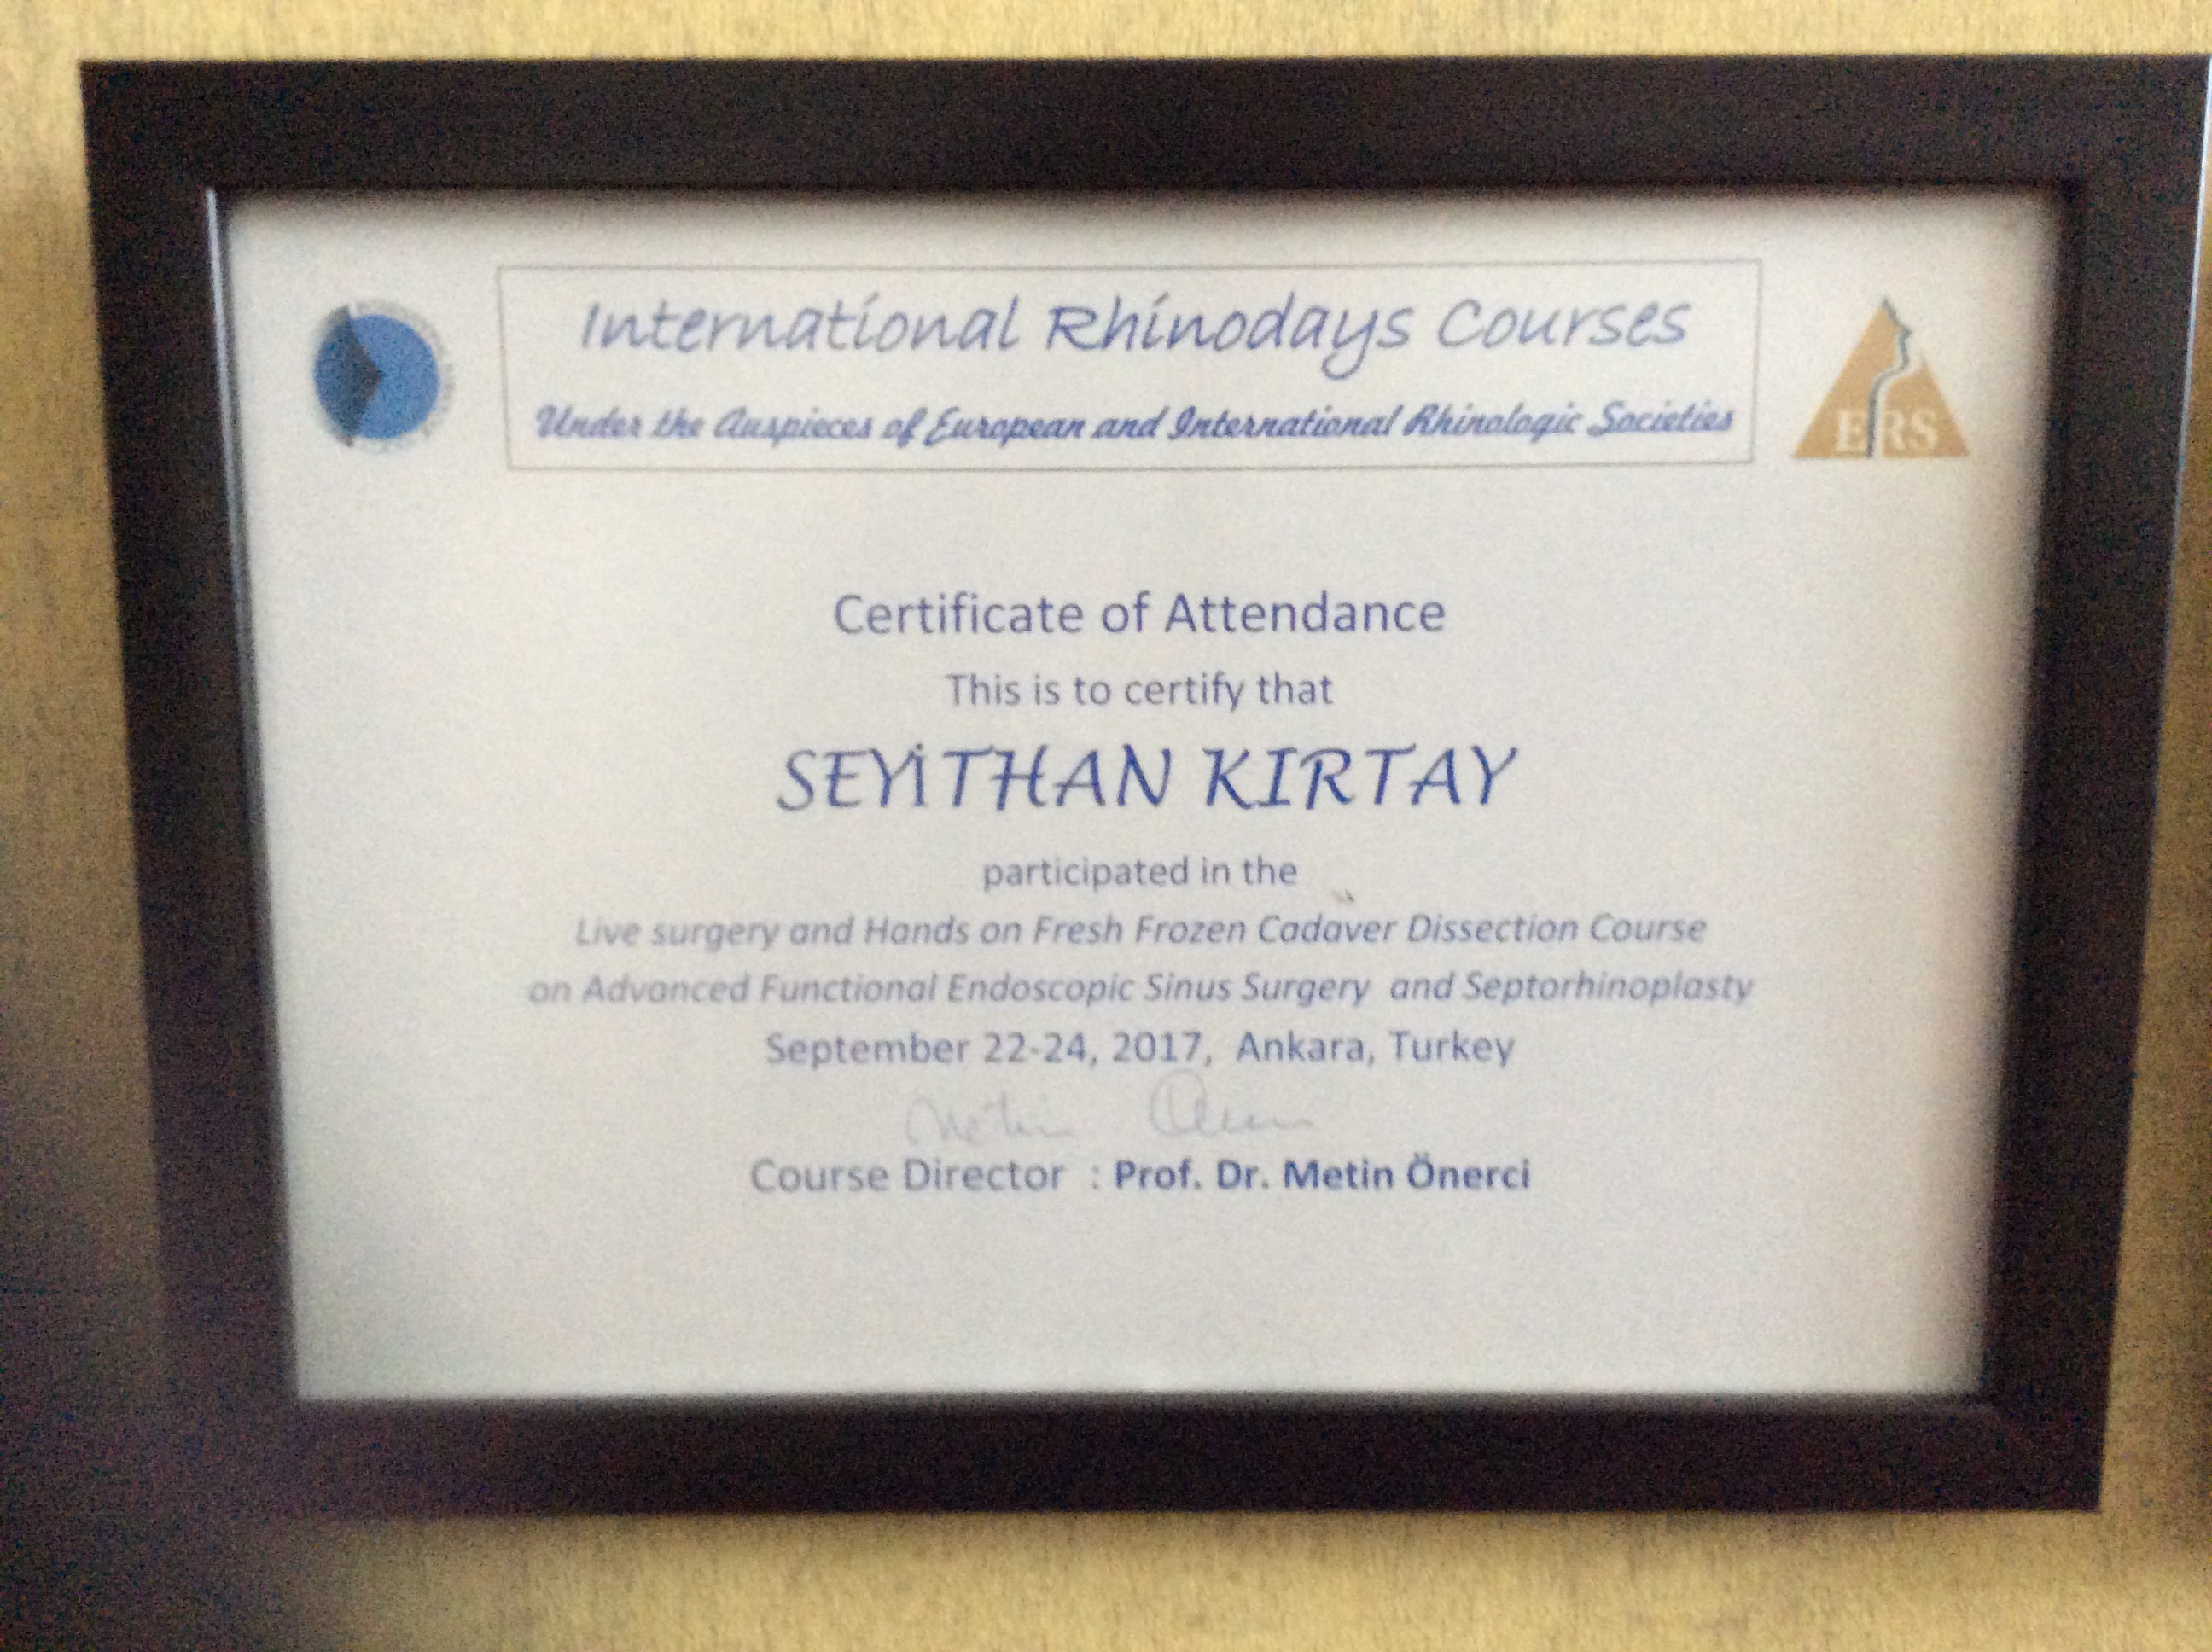 International Rhinodays Courses
Under the Auspieces of European and International Rhinologic Societies
ERS
Certificate of Attendance
This is to certify that
SEYİTHAN KIRTAY
participated in the
Live surgery and Hands on Fresh Frozen Cadaver Dissection Course
on Advanced Functional Endoscopic Sinus Surgery and Septorhinoplasty
September 22-24, 2017, Ankara, Turkey
Course Director : Prof. Dr. Metin Önerci